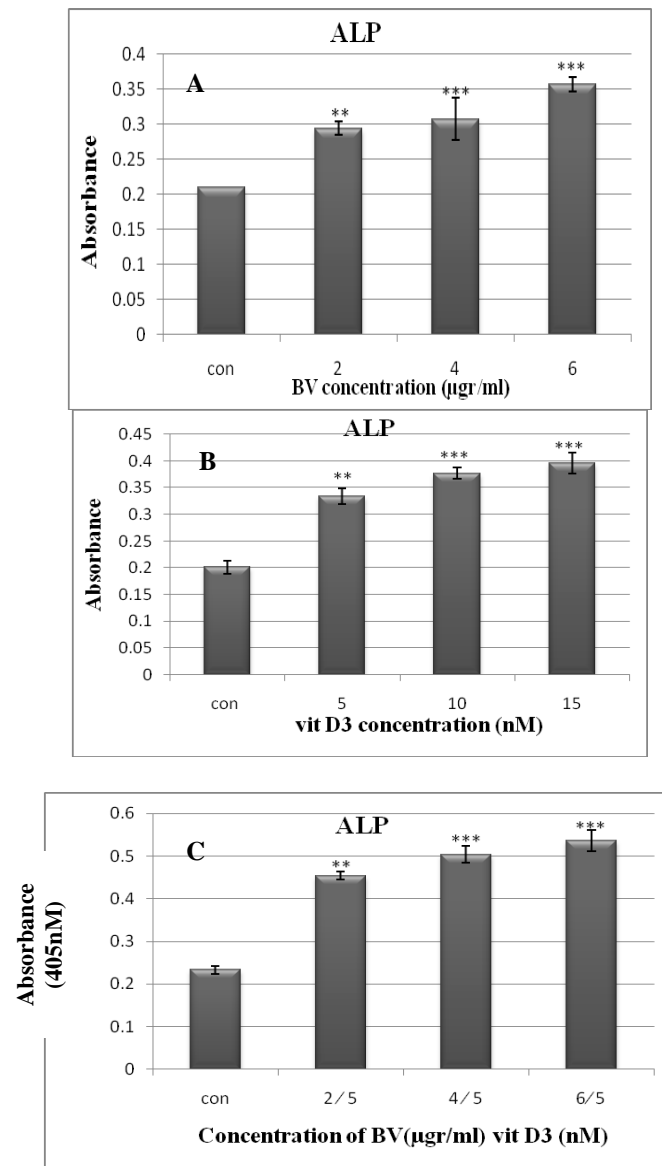 ALP
A
Absorbance
0.4
0.35
0.3
0.25
0.2
0.15
0.1
0.05
0
**
***
***
con 2 4 6
BV concentration (µgr/ml)
ALP
B
Absorbance
0.45
0.4
0.35
0.3
0.25
0.2
0.15
0.1
0.05
0
**
***
***
con 5 10 15
vit D3 concentration (nM)
ALP
C
Absorbance
(405nM)
0.6
0.5
0.4
0.3
0.2
0.1
0
**
***
***
con 2/5 4/5 6/5
Concentration of BV(µgr/ml) vit D3 (nM)